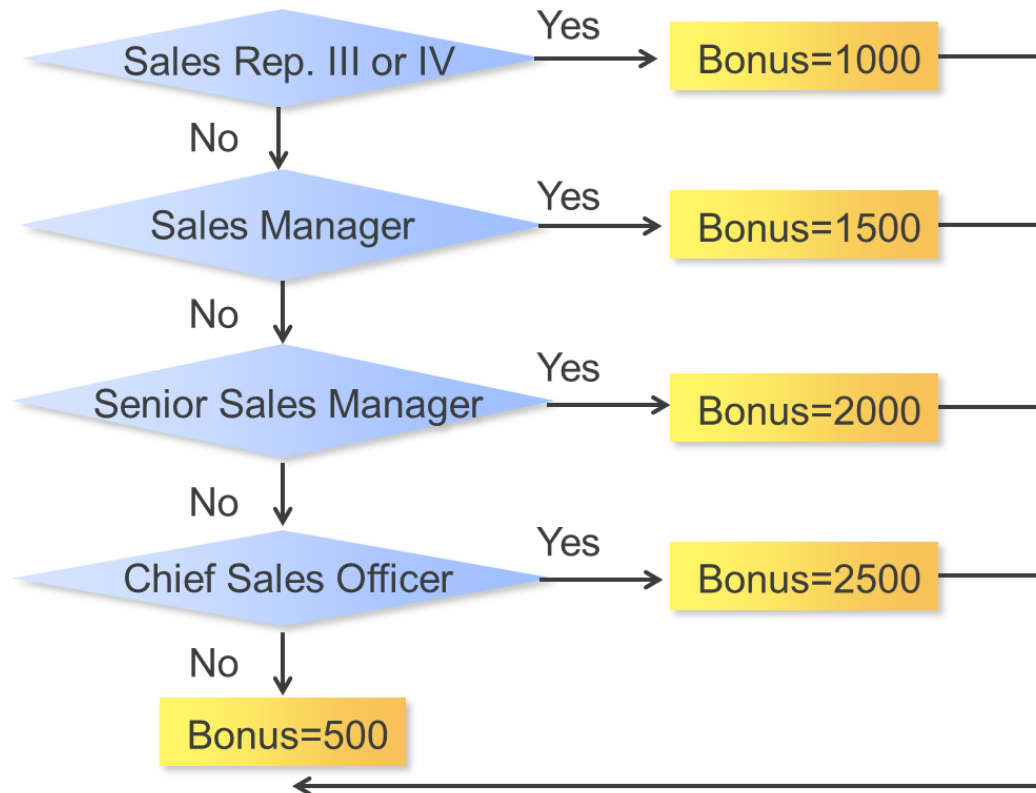 Sales Rep. III or IV
Yes
Bonus=1000
No
Sales Manager
Yes
Bonus=1500
No
Senior Sales Manager
Yes
Bonus=2000
No
Chief Sales Officer
Yes
Bonus=2500
No
Bonus=500